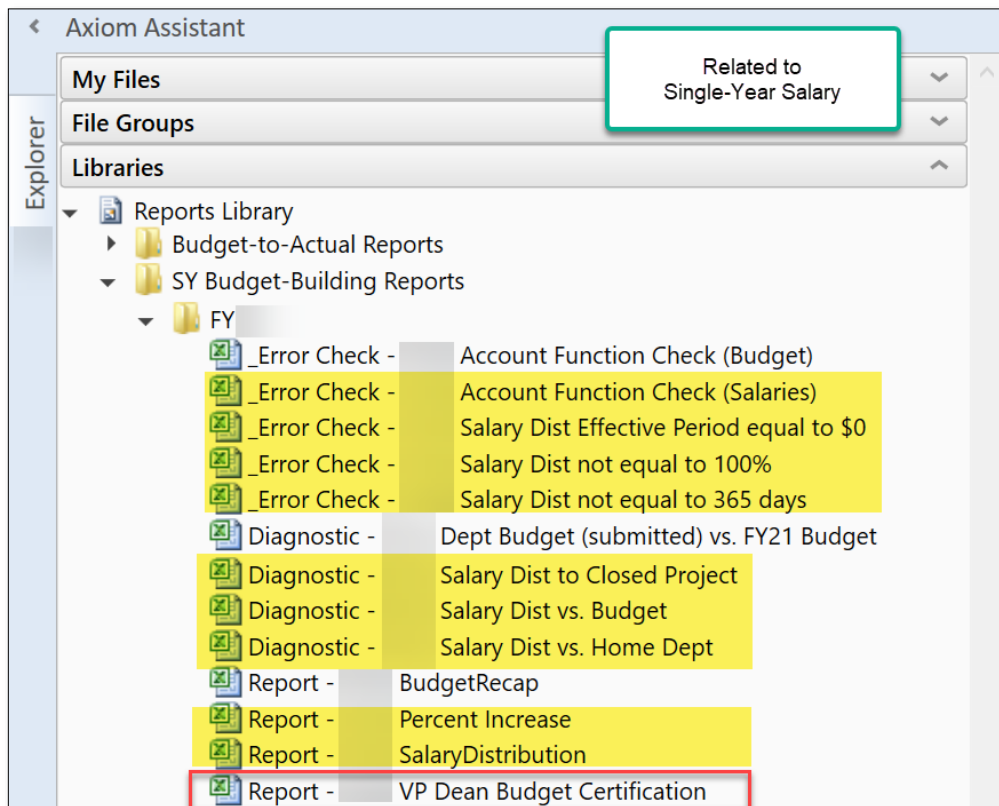 Axiom Assistant
Related to
Single-Year Salary
My Files
File Groups
Explorer
Libraries
Reports Library
Budget-to-Actual Reports
SY Budget-Building Reports
FY
_Error Check - Account Function Check (Budget)
_Error Check - Account Function Check (Salaries)
_Error Check - Salary Dist Effective Period equal to $0
_Error Check - Salary Dist not equal to 100%
_Error Check - Salary Dist not equal to 365 days
Diagnostic - Dept Budget (submitted) vs. FY21 Budget
Diagnostic - Salary Dist to Closed Project
Diagnostic - Salary Dist vs. Budget
Diagnostic - Salary Dist vs. Home Dept
Report - BudgetRecap
Report - Percent Increase
Report - SalaryDistribution
Report - VP Dean Budget Certification